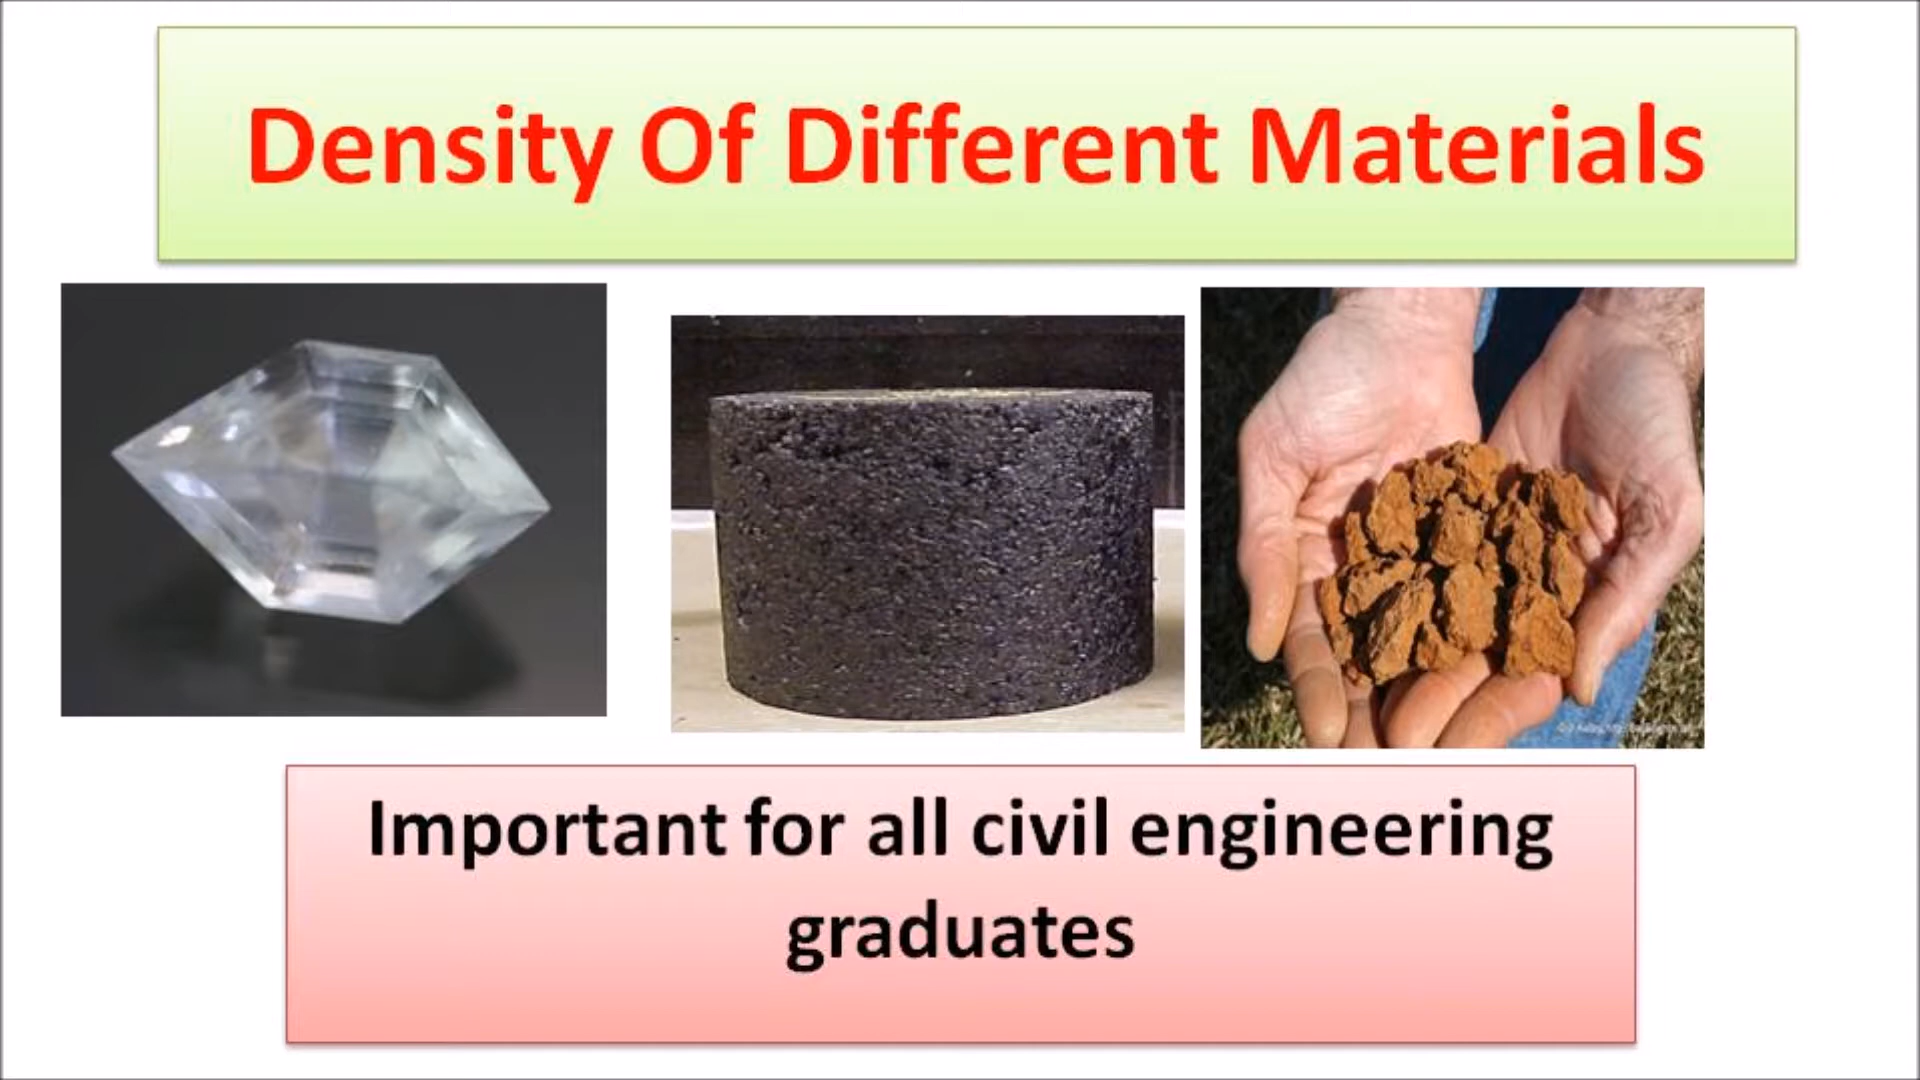 Density Of Different Materials
Important for all civil engineering
graduates